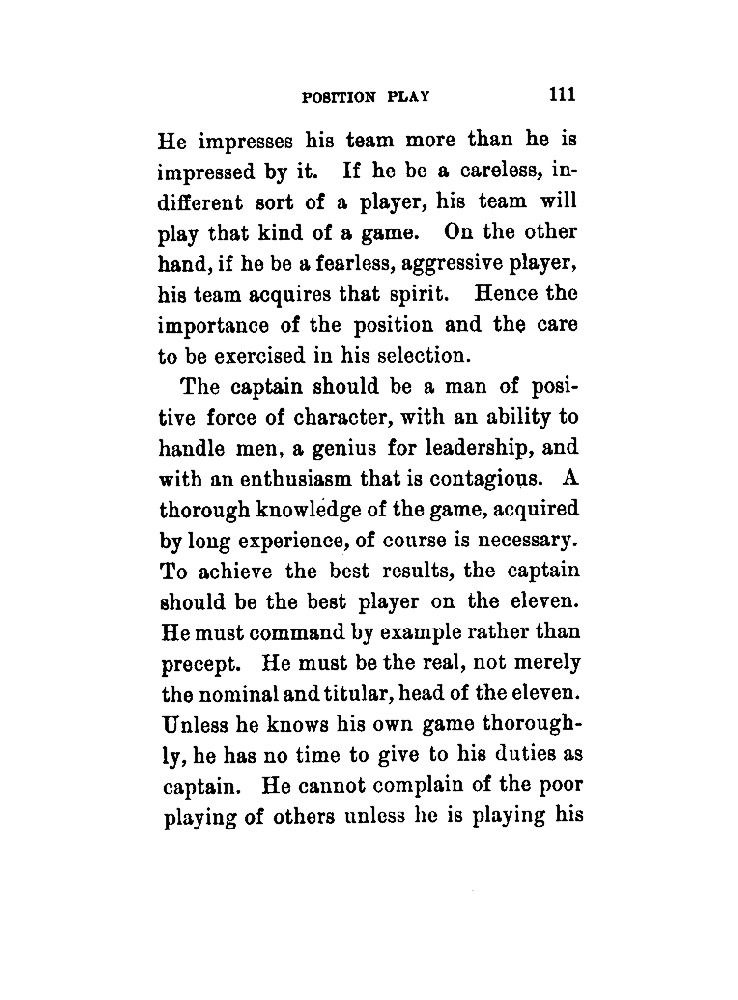 POSITION PLAY 111
He impresses his team more than he is
impressed by it. If he be a careless, in-
different sort of a player, his team will
play that kind of a game. On the other
hand, if he be a fearless, aggressive player,
his team acquires that spirit. Hence the
importance of the position and the care
to be exercised in his selection.
The captain should be a man of posi-
tive force of character, with an ability to
handle men, a genius for leadership, and
with an enthusiasm that is contagious. A
thorough knowledge of the game, acquired
by long experience, of course is necessary.
To achieve the best results, the captain
should be the best player on the eleven.
He must command by example rather than
precept. He must be the real, not merely
the nominal and titular, head of the eleven.
Unless he knows his own game thorough-
ly, he has no time to give to his duties as
captain. He cannot complain of the poor
playing of others unless he is playing his